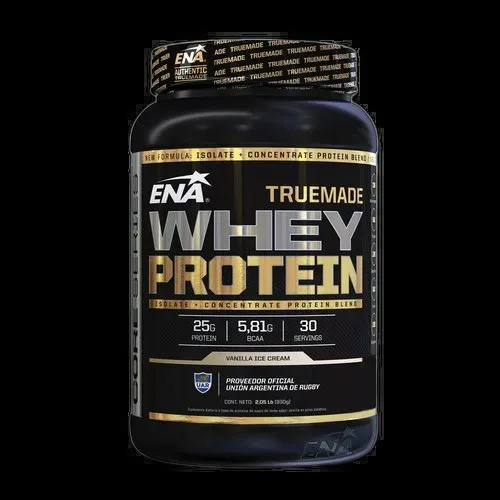 TRUEMADE
ENA
AUTHENTIC
TRUEMADE
NEW FORMULA: ISOLATE + CONCENTRATE PROTEIN BLEND
ENA TRUEMADE
WHEY
PROTEIN
ISOLATE + CONCENTRATE PROTEIN BLEND
25G 5,81G 30
PROTEIN BCAA SERVINGS
VANILLA ICE CREAM
UAR
PROVEEDOR OFICIAL
UNIÓN ARGENTINA DE RUGBY
CONT. NETO: 2,05 Lb (930g)